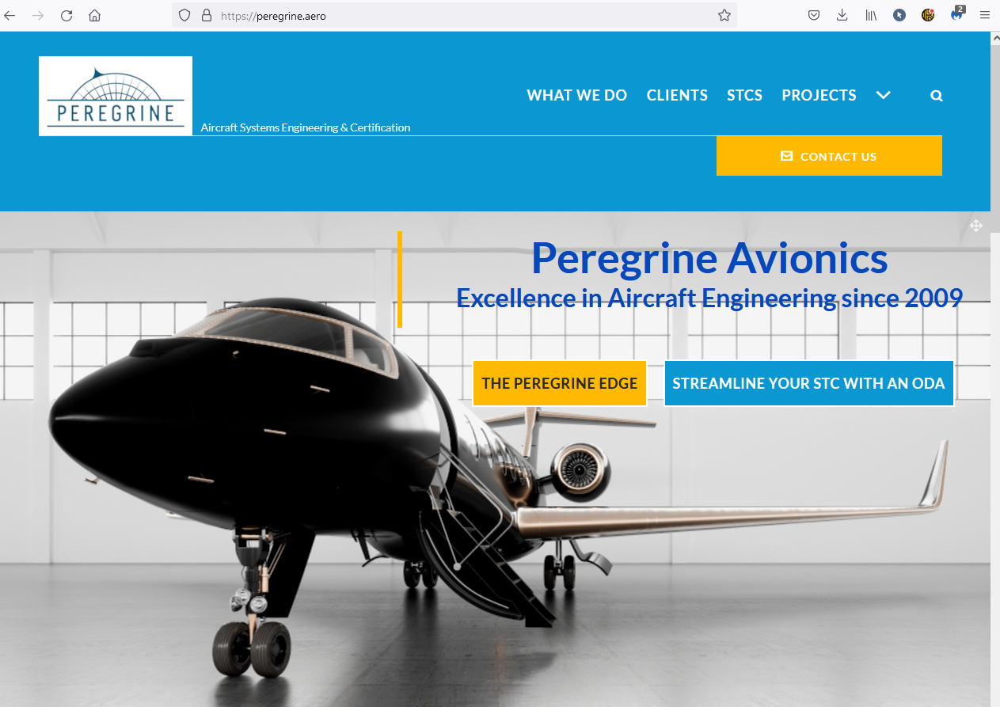 https://peregrine.aero
2
PEREGRINE
Aircraft Systems Engineering & Certification
WHAT WE DO CLIENTS STCS PROJECTS
CONTACT US
Peregrine Avionics
Excellence in Aircraft Engineering since 2009
THE PEREGRINE EDGE STREAMLINE YOUR STC WITH AN ODA